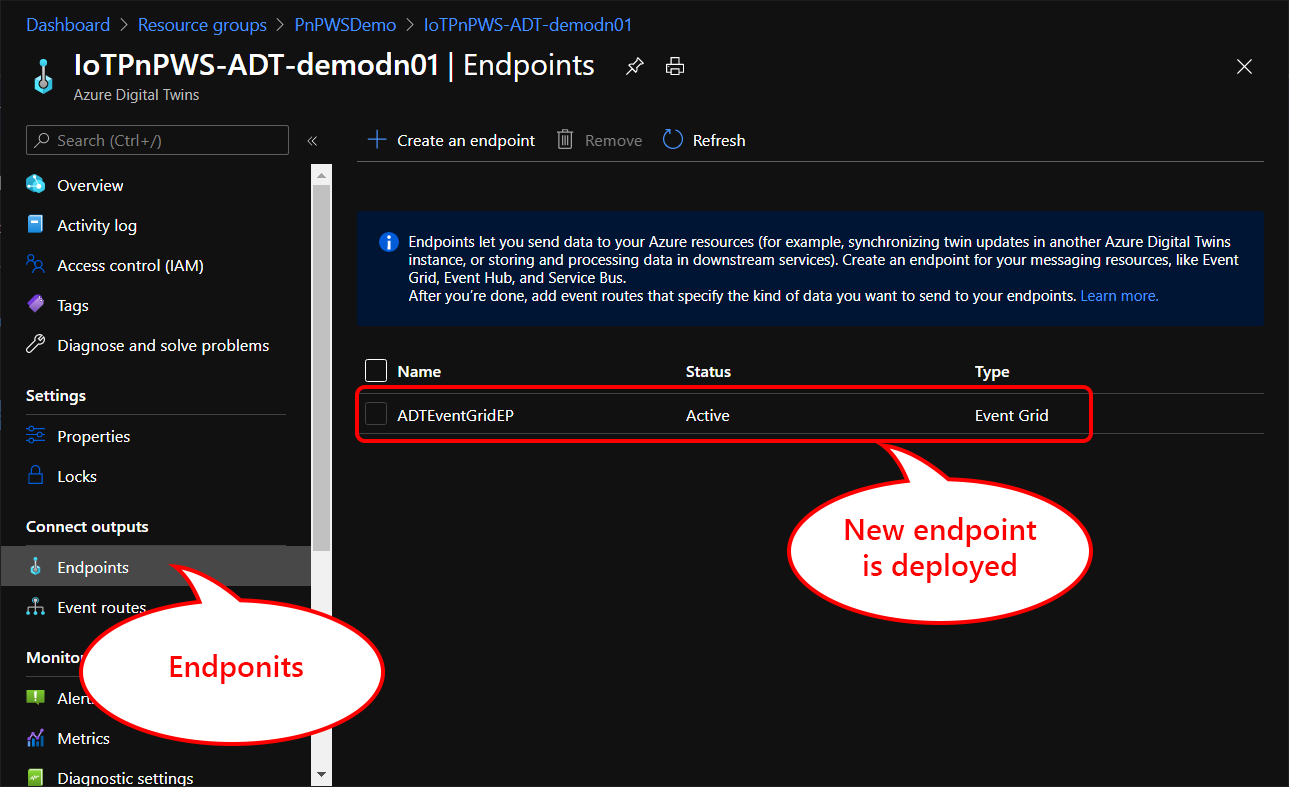 Dashboard > Resource groups > PnPWSDemo > IoTPnPWS-ADT-demodn01
IoTPnPWS-ADT-demodn01 | Endpoints
Azure Digital Twins
Search (Ctrl+/)
«
Overview
Activity log
Access control (IAM)
Tags
Diagnose and solve problems
Settings
Properties
Locks
Connect outputs
Endpoints
Event routes
Monitor
Alert
Metrics
Diagnostic settings
Endponits
Create an endpoint
Remove
Refresh
Endpoints let you send data to your Azure resources (for example, synchronizing twin updates in another Azure Digital Twins
instance, or storing and processing data in downstream services). Create an endpoint for your messaging resources, like Event
Grid, Event Hub, and Service Bus.
After you're done, add event routes that specify the kind of data you want to send to your endpoints. Learn more.
Name Status Type
ADTEventGridEP Active Event Grid
New endpoint
is deployed